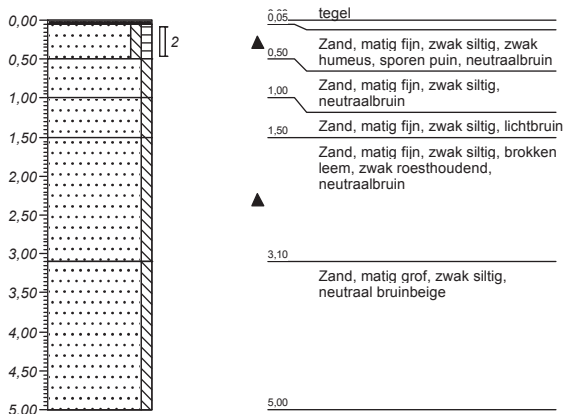 0,00
0,50
1,00
1,50
2,00
2,50
3,00
3,50
4,00
4,50
5,00
2
tegel
0,05
Zand, matig fijn, zwak siltig, zwak
humeus, sporen puin, neutraalbruin
0,50
Zand, matig fijn, zwak siltig,
neutraalbruin
1,00
Zand, matig fijn, zwak siltig, lichtbruin
1,50
Zand, matig fijn, zwak siltig, brokken
leem, zwak roesthoudend,
neutraalbruin
3,10
Zand, matig grof, zwak siltig,
neutraal bruinbeige
5,00